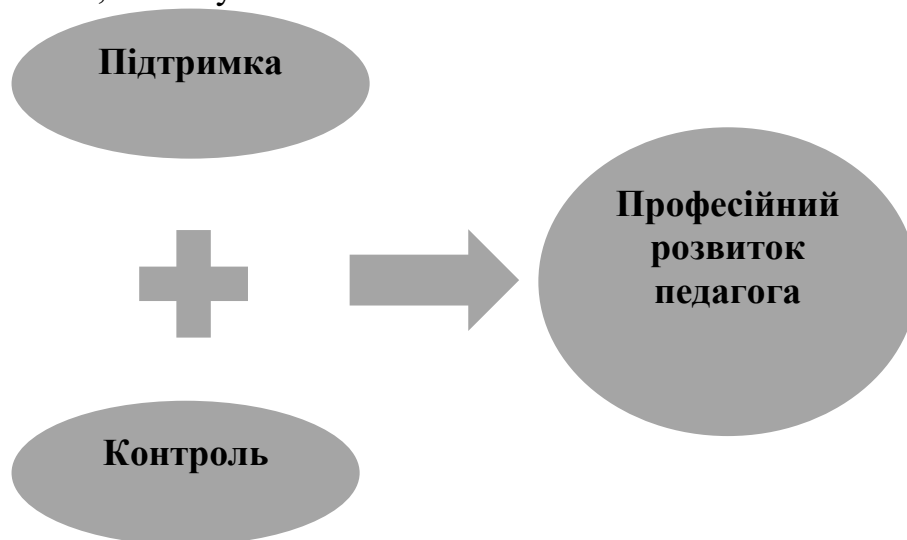 Підтримка
Професійний
розвиток
педагога
Контроль